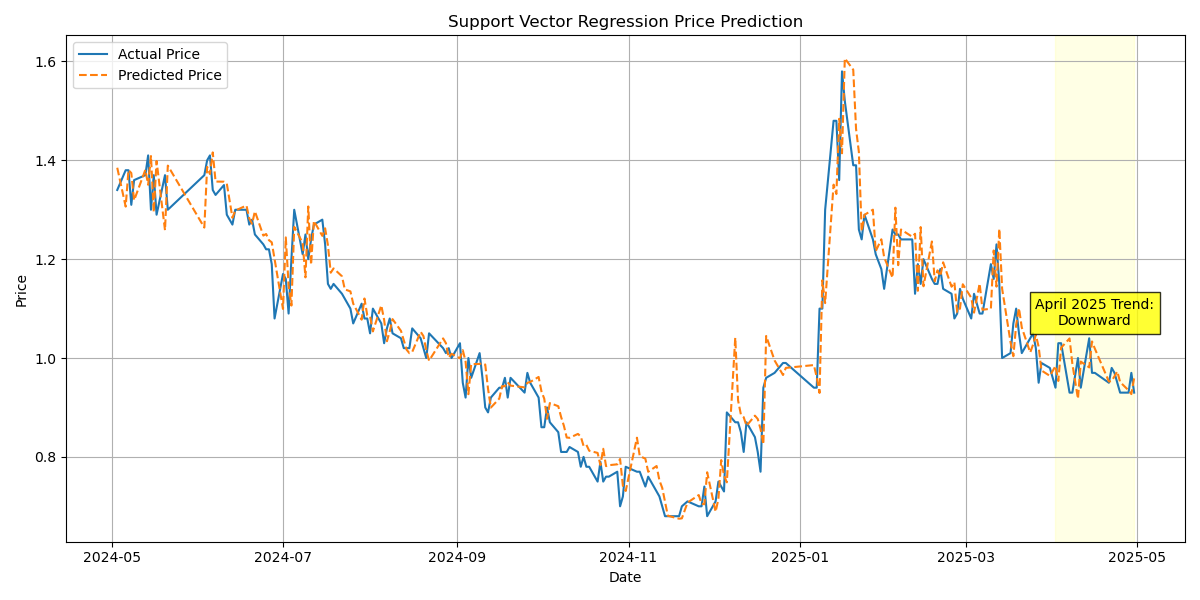 Support Vector Regression Price Prediction
Actual Price
Predicted Price
Price
1.6
1.4
1.2
1.0
0.8
April 2025 Trend:
Downward
2024-05
2024-07
2024-09
2024-11
2025-01
2025-03
2025-05
Date